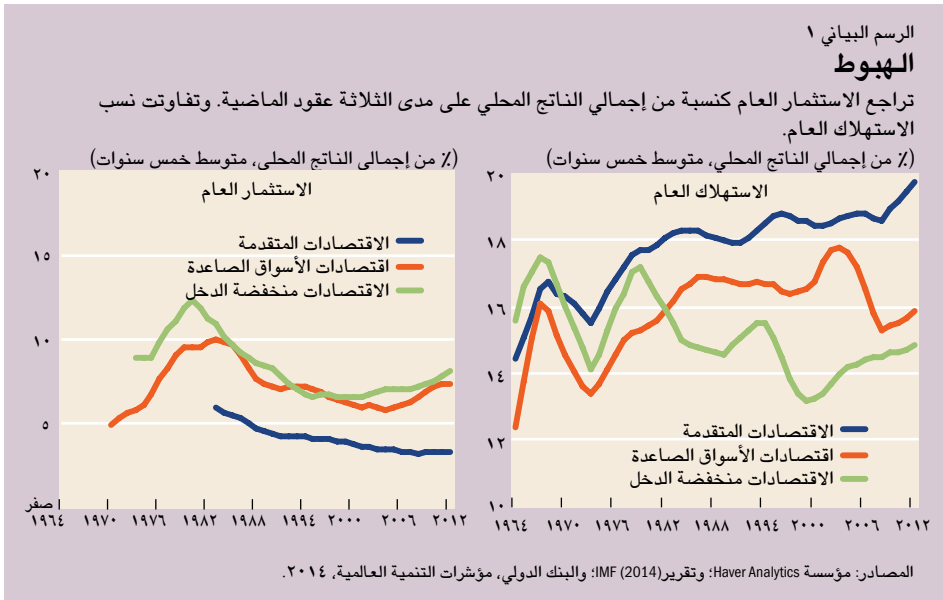 الرسم البياني ١
الهبوط
تراجع الاستثمار العام كنسبة من إجمالي الناتج المحلي على مدى الثلاثة عقود الماضية. وتفاوتت نسب
الاستهلاك العام.
(٪ من إجمالي الناتج المحلي، متوسط خمس سنوات)
٢٠
١٨
١٦
١٤
١٢
١٠
الاستهلاك العام
الاقتصادات المتقدمة
اقتصادات الأسواق الصاعدة
الاقتصادات منخفضة الدخل
١٩٦٤ ١٩٧٠ ١٩٧٦ ١٩٨٢ ١٩٨٨ ١٩٩٤ ٢٠٠٠ ٢٠٠٦ ٢٠١٢
(٪ من إجمالي الناتج المحلي، متوسط خمس سنوات)
٢٠
١٥
١٠
٥
صفر
الاستثمار العام
الاقتصادات المتقدمة
اقتصادات الأسواق الصاعدة
الاقتصادات منخفضة الدخل
١٩٦٤ ١٩٧٠ ١٩٧٦ ١٩٨٢ ١٩٨٨ ١٩٩٤ ٢٠٠٠ ٢٠٠٦ ٢٠١٢
المصادر: مؤسسة Haver Analytics؛ وتقرير IMF (2014)؛ والبنك الدولي، مؤشرات التنمية العالمية، ٢٠١٤.